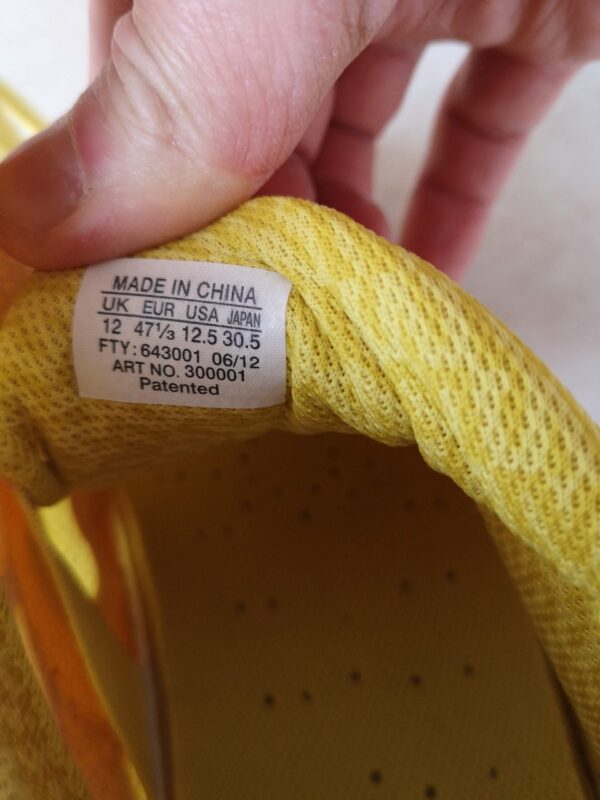 MADE IN CHINA
UK EUR USA JAPAN
12 47⅓ 12.5 30.5
FTY: 643001 06/12
ART NO. 300001
Patented